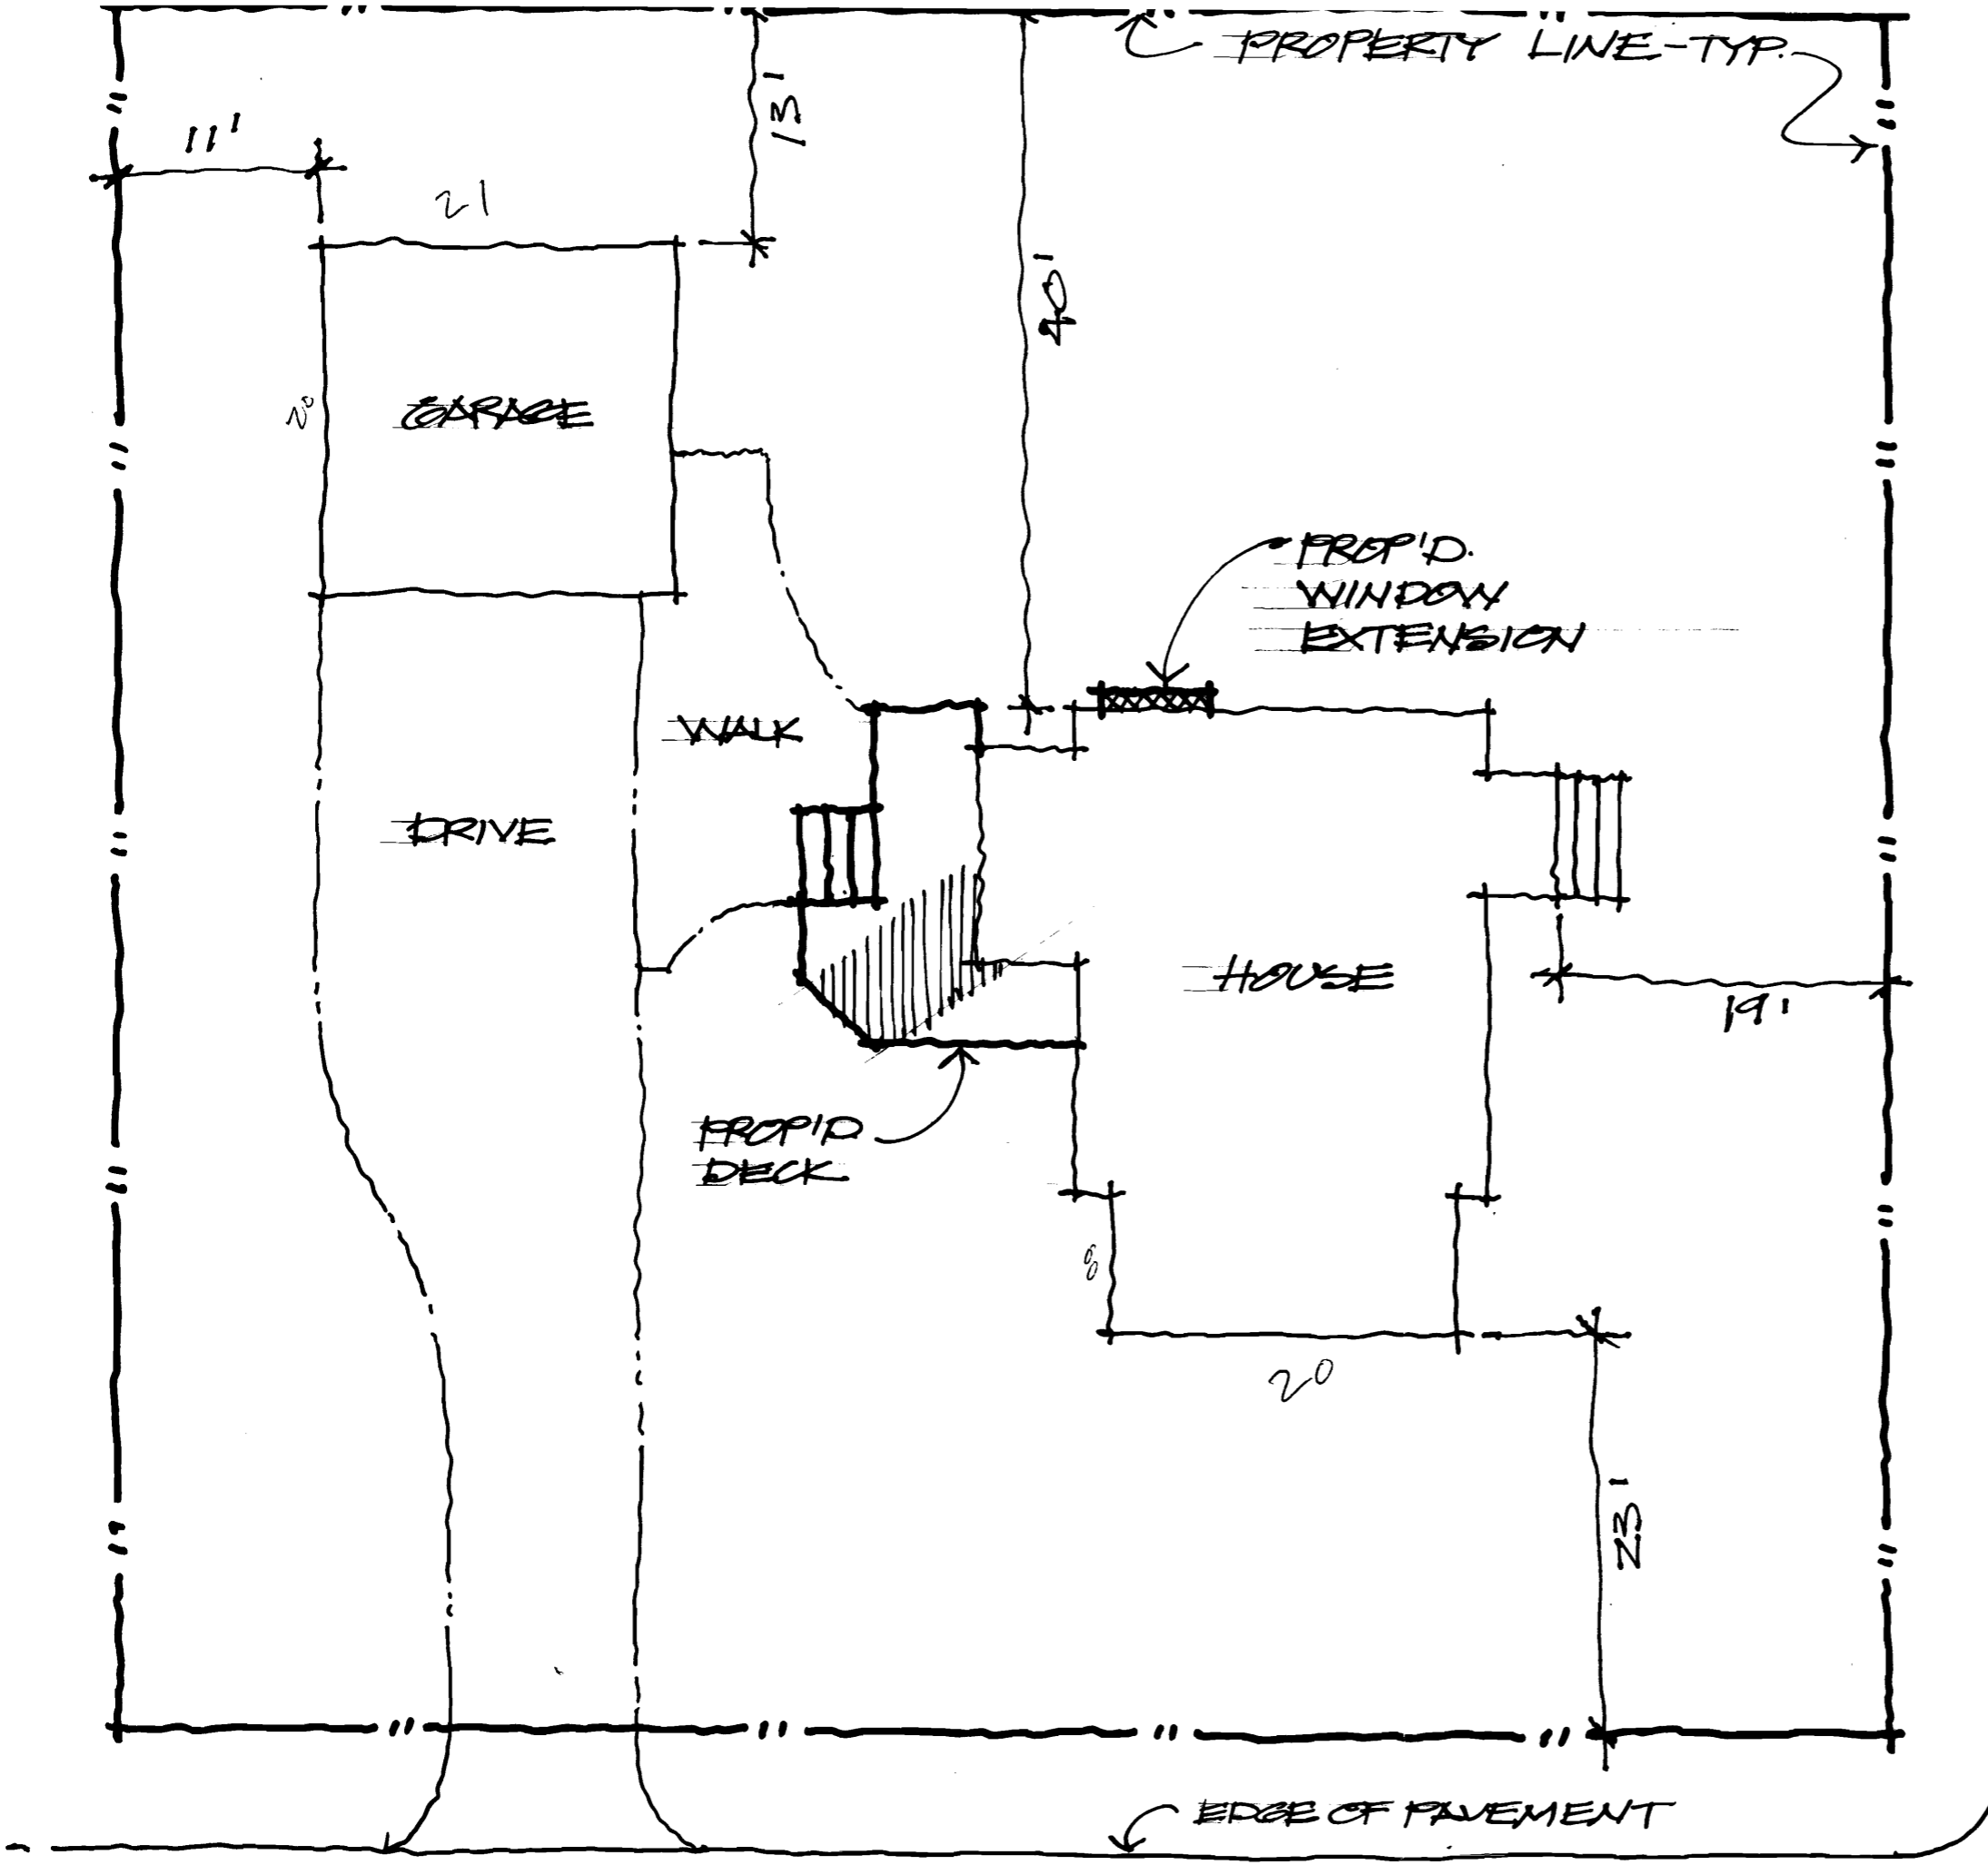 PROPERTY LINE-TYP.
13'
11'
21
40'
20
GARAGE
PROP'D.
WINDOW
EXTENSION
WALK
DRIVE
HOUSE
19'
PROP'D
DECK
8
20
23'
EDGE OF PAVEMENT